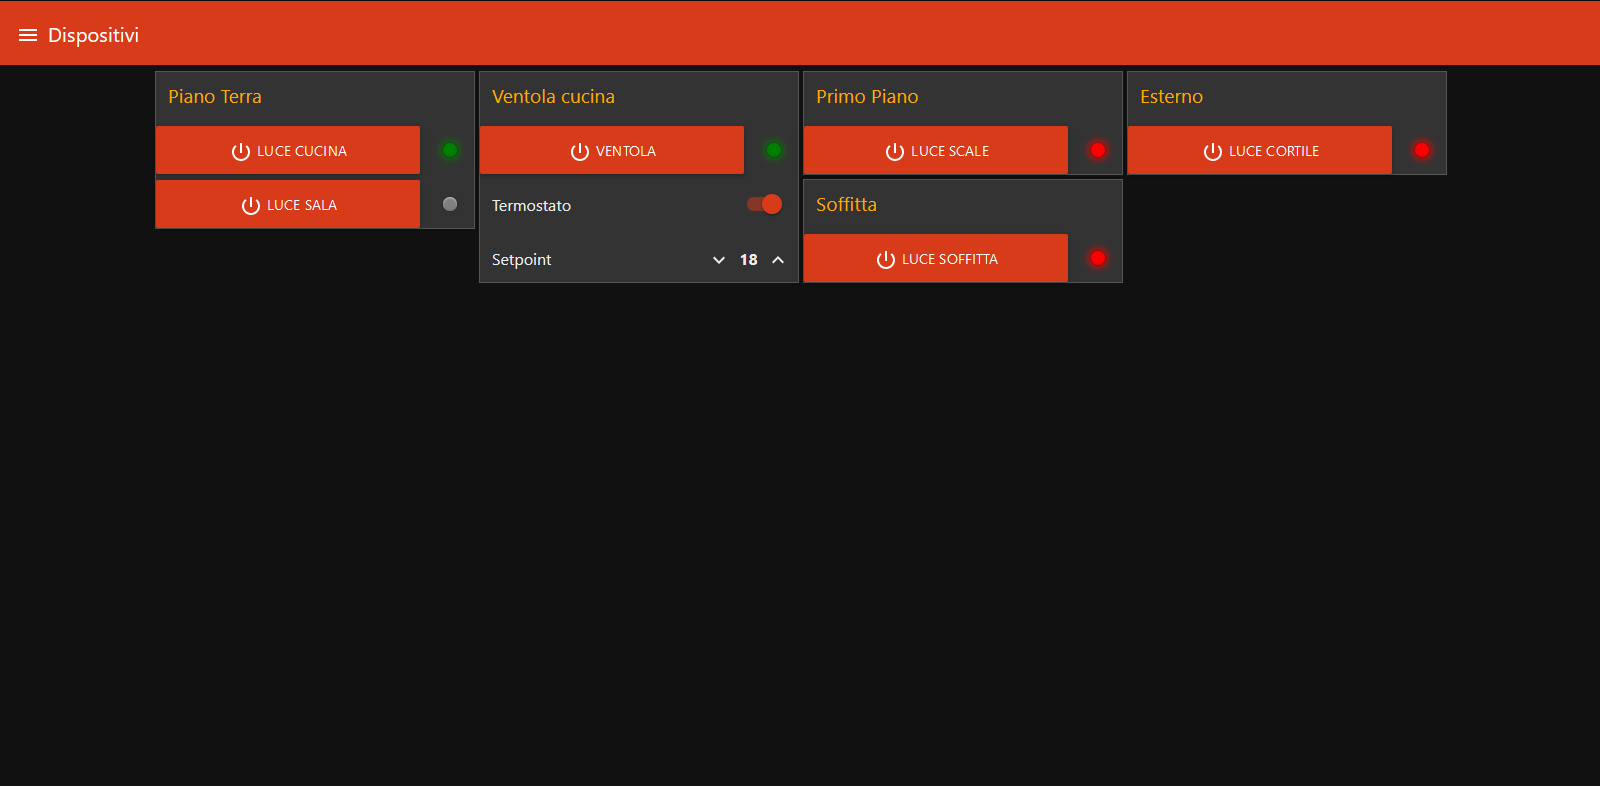 Dispositivi
Piano Terra
LUCE CUCINA
LUCE SALA
Ventola cucina
VENTOLA
Termostato
Setpoint 18
Primo Piano
LUCE SCALE
Soffitta
LUCE SOFFITTA
Esterno
LUCE CORTILE